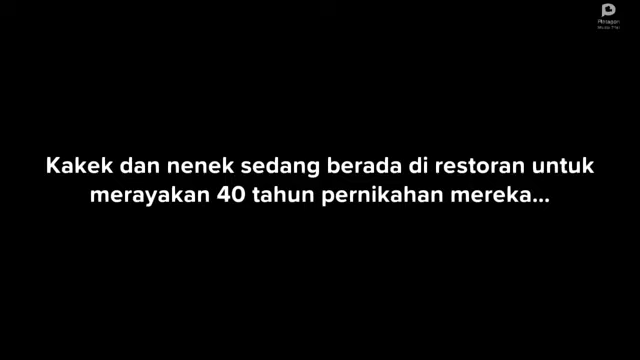 Kakek dan nenek sedang berada di restoran untuk
merayakan 40 tahun pernikahan mereka...